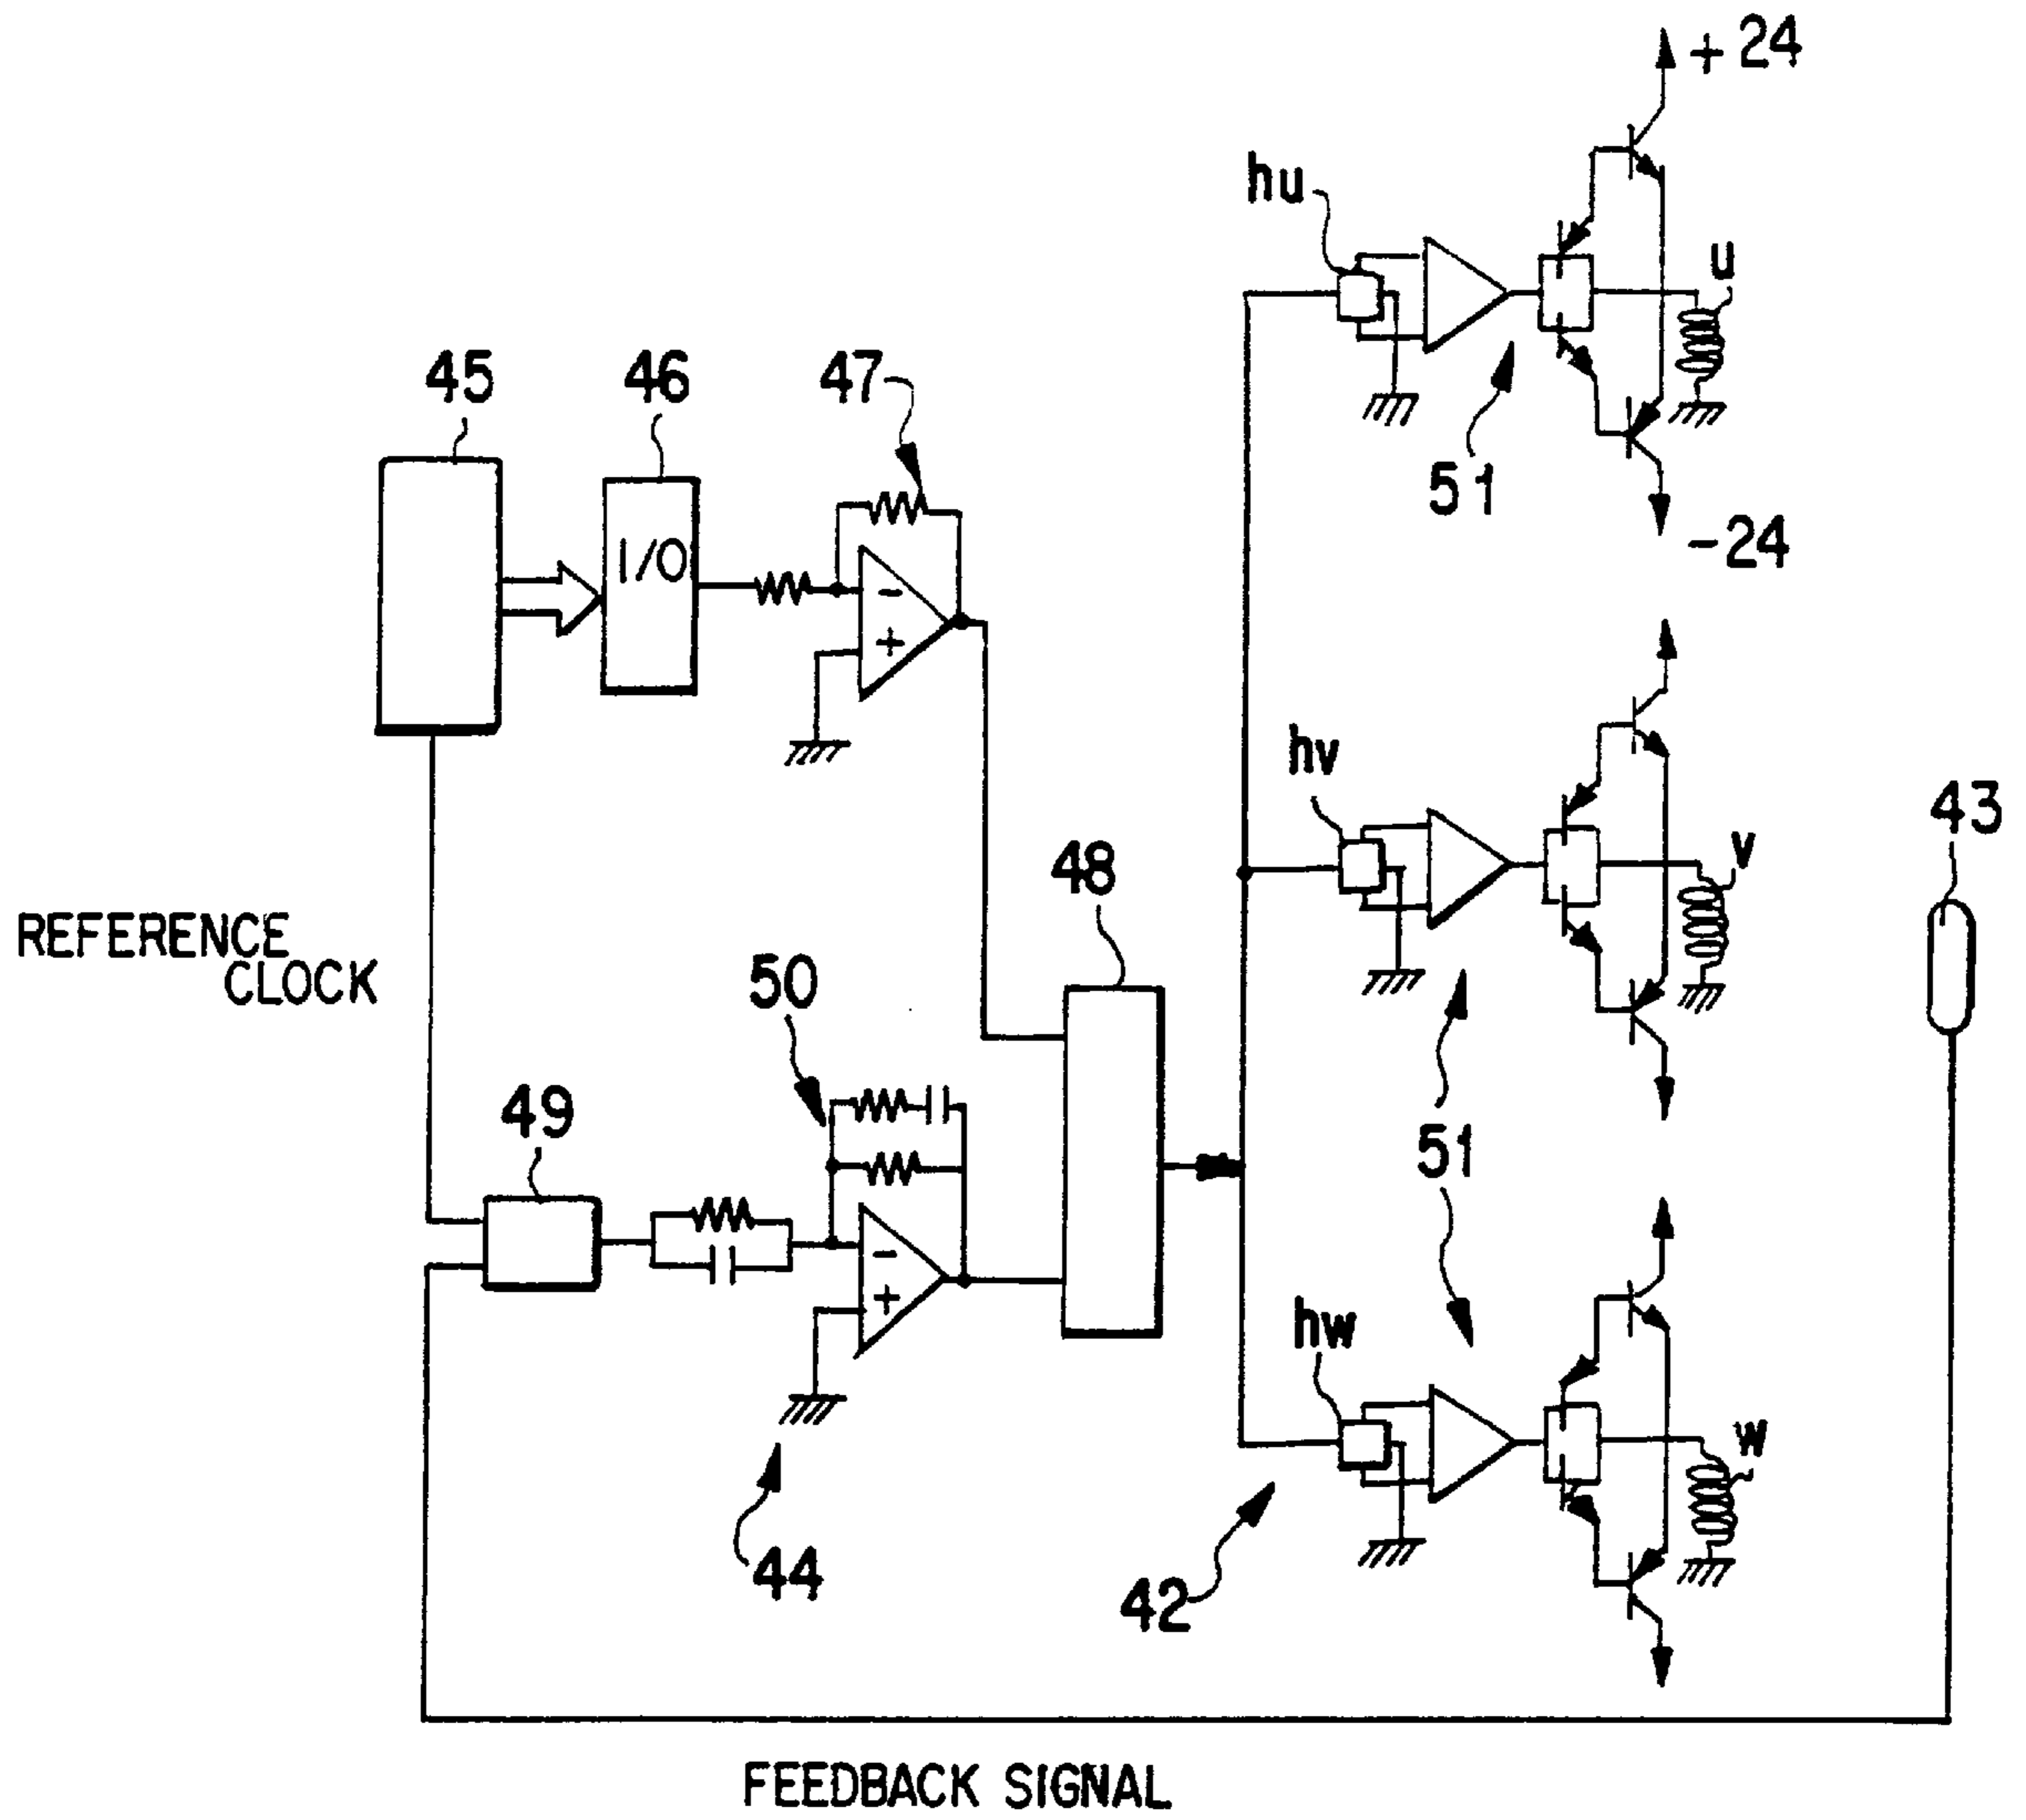 +24
hu
u
45
46
47
51
I/O
-24
hv
43
v
48
REFERENCE
CLOCK
50
49
51
-
+
-
+
hw
w
44
42
FEEDBACK SIGNAL